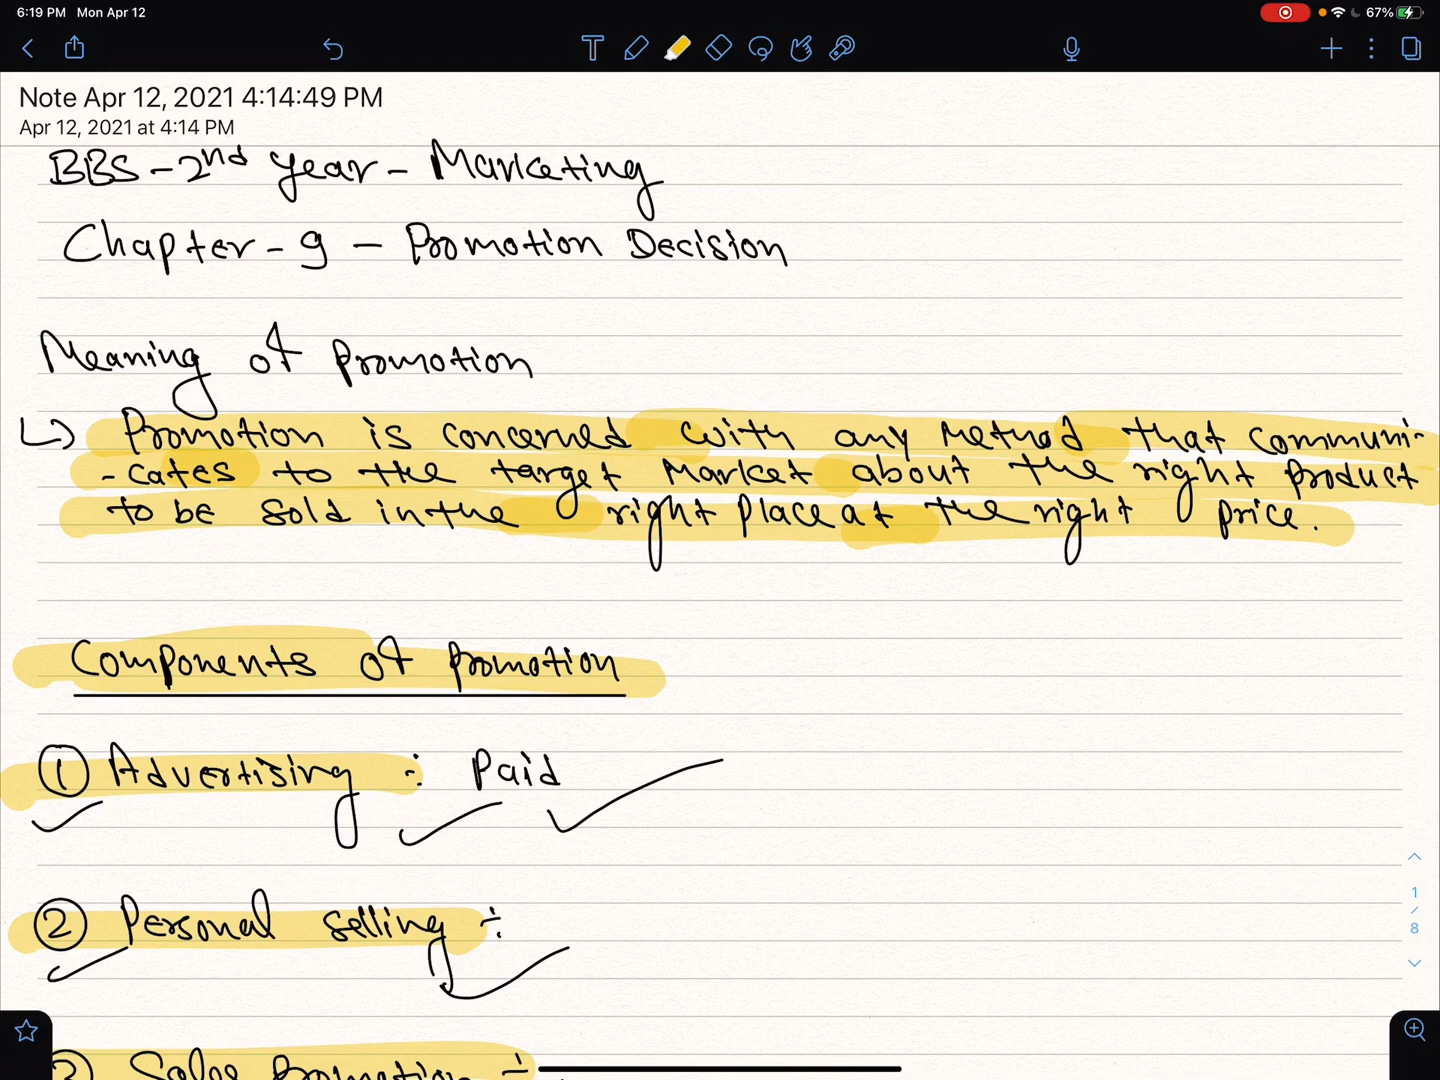 6:19 PM Mon Apr 12
67%
Note Apr 12, 2021 4:14:49 PM
Apr 12, 2021 at 4:14 PM
BBS - 2nd year - Marketing
Chapter - 9 - Promotion Decision
Meaning of promotion
↳ Promotion is concerned with any method that communi-
-cates to the target market about the right product
to be sold in the right place at the right price.
Components of promotion
① Advertising : Paid
② Personal selling :
1
/
8
③ Sales promotion :